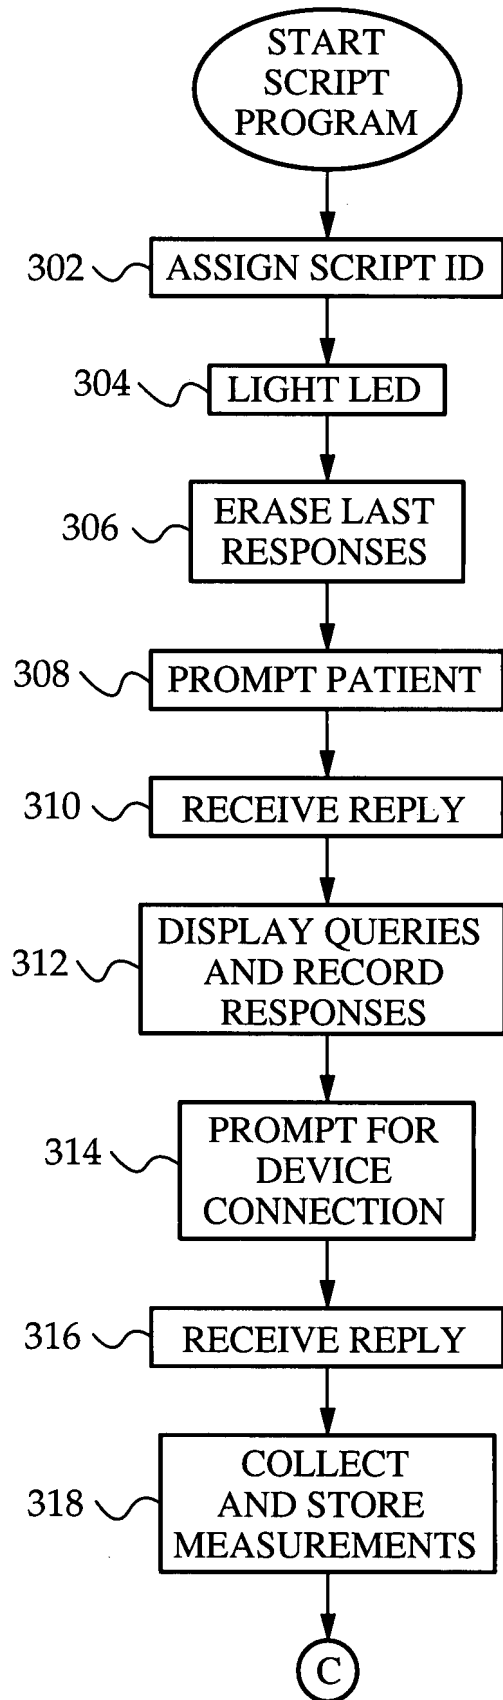 START
SCRIPT
PROGRAM
302 ASSIGN SCRIPT ID
304 LIGHT LED
306 ERASE LAST
RESPONSES
308 PROMPT PATIENT
310 RECEIVE REPLY
312 DISPLAY QUERIES
AND RECORD
RESPONSES
314 PROMPT FOR
DEVICE
CONNECTION
316 RECEIVE REPLY
318 COLLECT
AND STORE
MEASUREMENTS
C